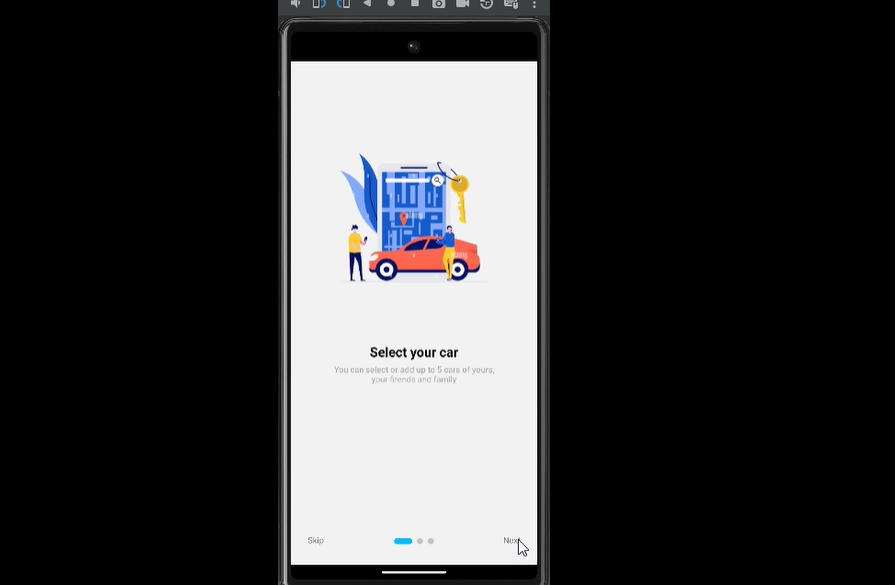 Select your car
You can select or add up to 5 cars of yours,
your firends and family
Skip
Next